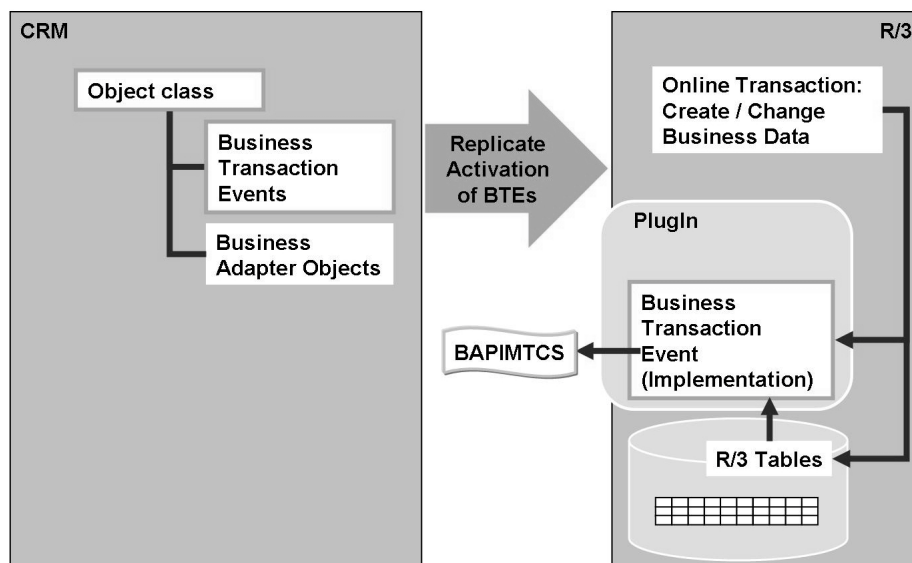 CRM
Object class
Business
Transaction
Events
Business
Adapter Objects
Replicate
Activation
of BTEs
R/3
Online Transaction:
Create / Change
Business Data
PlugIn
Business
Transaction
Event
(Implementation)
BAPIMTCS
R/3 Tables